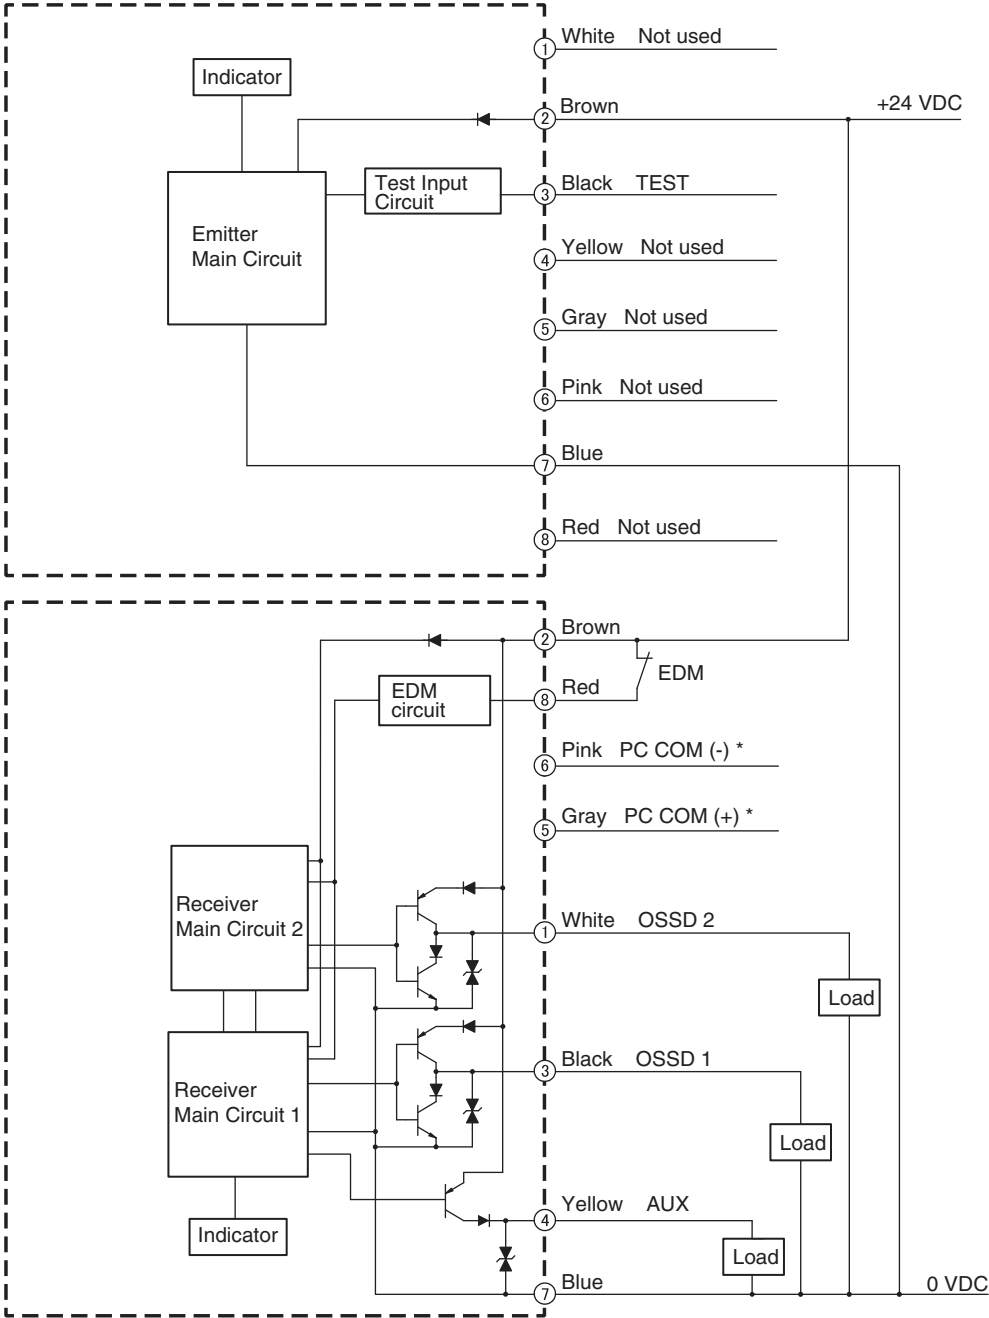 ① White Not used
Indicator
② Brown +24 VDC
Test Input
Circuit
③ Black TEST
Emitter
Main Circuit
④ Yellow Not used
⑤ Gray Not used
⑥ Pink Not used
⑦ Blue
⑧ Red Not used
② Brown
EDM
EDM
circuit
⑧ Red
⑥ Pink PC COM (-) *
⑤ Gray PC COM (+) *
Receiver
Main Circuit 2
① White OSSD 2
Load
③ Black OSSD 1
Receiver
Main Circuit 1
Load
④ Yellow AUX
Indicator
Load
⑦ Blue 0 VDC